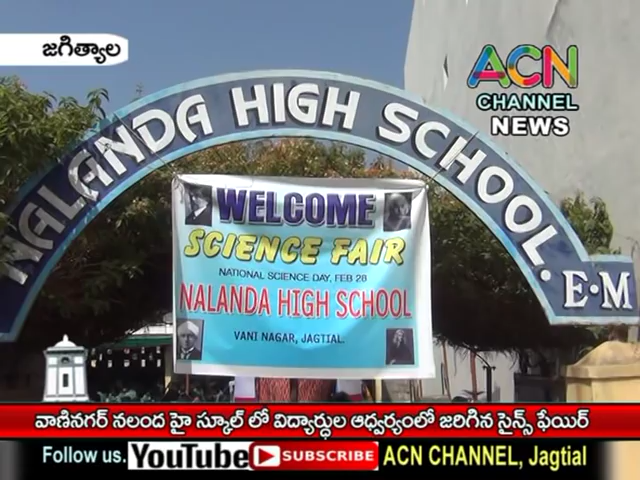 జగిత్యాల
ACN
CHANNEL
NEWS
NALANDA HIGH SCHOOL.
E·M
WELCOME
SCIENCE FAIR
NATIONAL SCIENCE DAY, FEB 28
NALANDA HIGH SCHOOL
VANI NAGAR, JAGTIAL.
వాణినగర్ నలంద హై స్కూల్ లో విద్యార్థుల ఆధ్వర్యంలో జరిగిన సైన్స్ ఫేయిర్
Follow us. YouTube SUBSCRIBE ACN CHANNEL, Jagtial